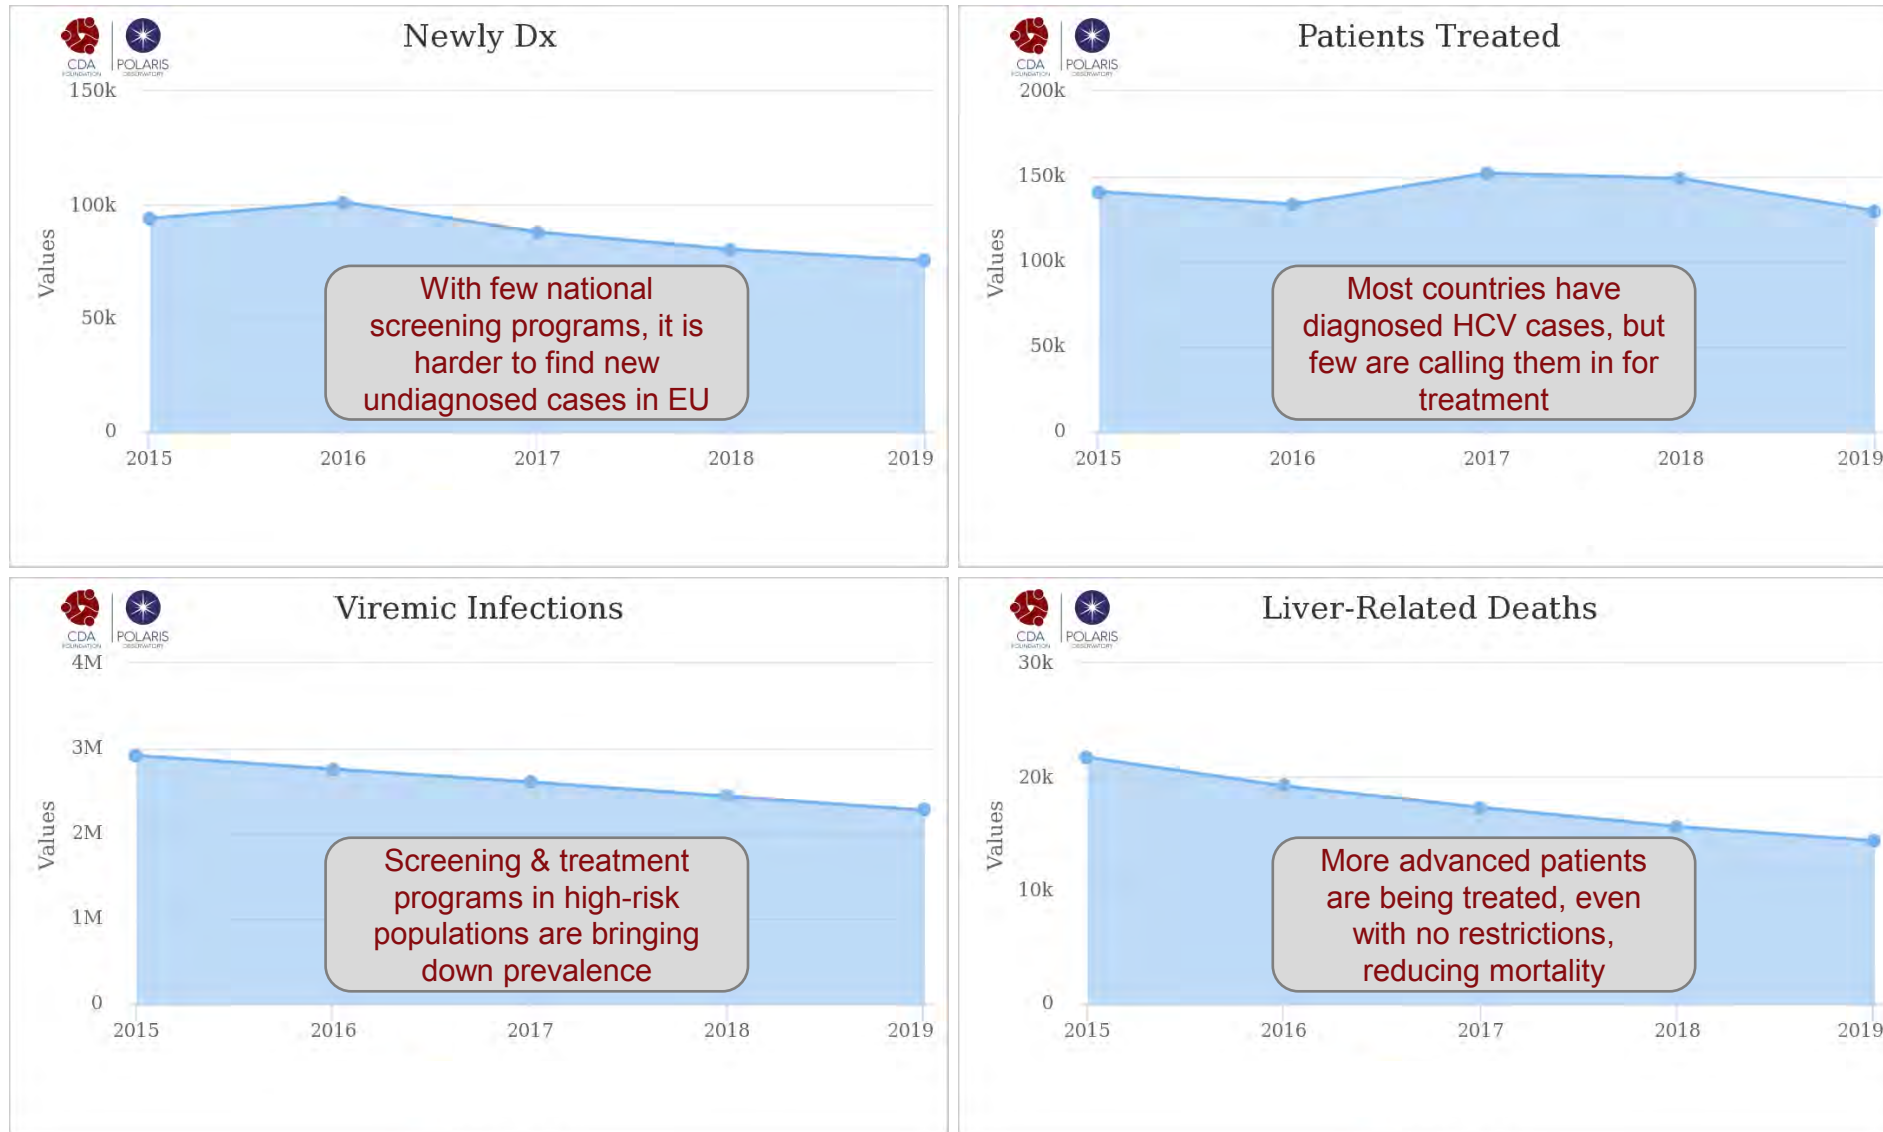 Newly Dx
CDA
FOUNDATION
POLARIS
OBSERVATORY
150k
100k
50k
0
Values
With few national
screening programs, it is
harder to find new
undiagnosed cases in EU
2015 2016 2017 2018 2019
Patients Treated
CDA
FOUNDATION
POLARIS
OBSERVATORY
200k
150k
100k
50k
0
Values
Most countries have
diagnosed HCV cases, but
few are calling them in for
treatment
2015 2016 2017 2018 2019
Viremic Infections
CDA
FOUNDATION
POLARIS
OBSERVATORY
4M
3M
2M
1M
0
Values
Screening & treatment
programs in high-risk
populations are bringing
down prevalence
2015 2016 2017 2018 2019
Liver-Related Deaths
CDA
FOUNDATION
POLARIS
OBSERVATORY
30k
20k
10k
0
Values
More advanced patients
are being treated, even
with no restrictions,
reducing mortality
2015 2016 2017 2018 2019